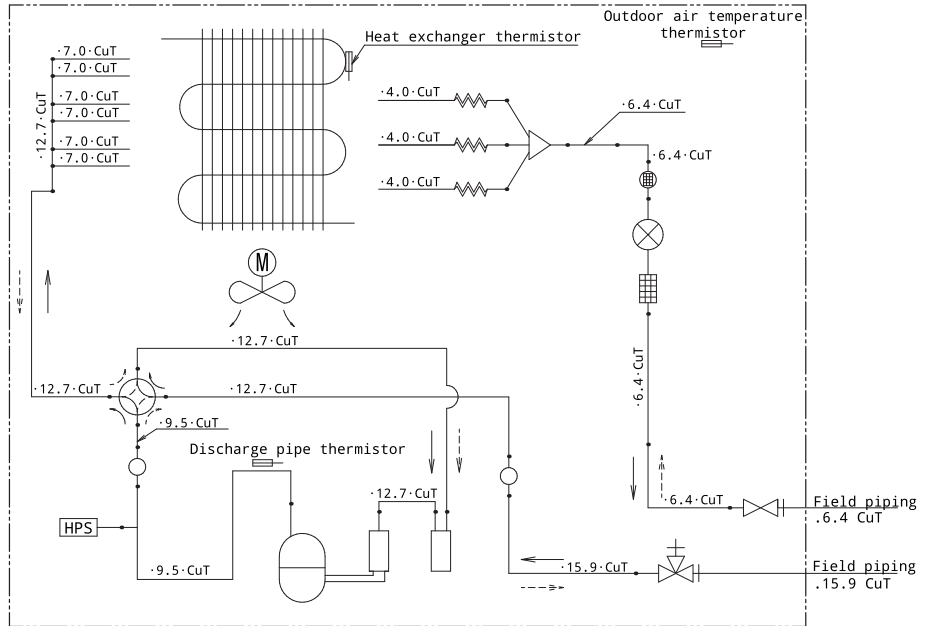 Outdoor air temperature
thermistor
Heat exchanger thermistor
·7.0·CuT
·7.0·CuT
·7.0·CuT
·7.0·CuT
·7.0·CuT
·7.0·CuT
·12.7·CuT
·4.0·CuT
·4.0·CuT
·4.0·CuT
·6.4·CuT
·6.4·CuT
M
·12.7·CuT
·12.7·CuT
·12.7·CuT
·6.4·CuT
·9.5·CuT
Discharge pipe thermistor
·12.7·CuT
·6.4·CuT
Field piping
.6.4 CuT
HPS
·9.5·CuT
·15.9·CuT
Field piping
.15.9 CuT